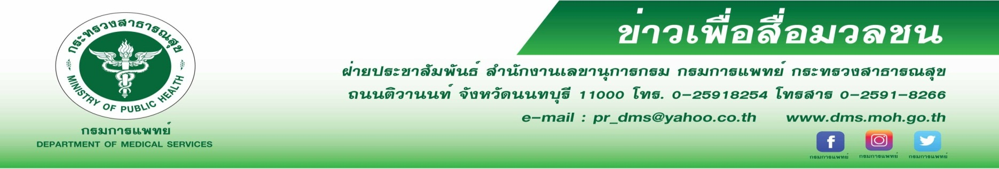 กระทรวงสาธารณสุข
MINISTRY OF PUBLIC HEALTH
กรมการแพทย์
DEPARTMENT OF MEDICAL SERVICES
ข่าวเพื่อสื่อมวลชน
ฝ่ายประชาสัมพันธ์ สำนักงานเลขานุการกรม กรมการแพทย์ กระทรวงสาธารณสุข
ถนนติวานนท์ จังหวัดนนทบุรี 11000 โทร. 0-25918254 โทรสาร 0-2591-8266
e-mail : pr_dms@yahoo.co.th www.dms.moh.go.th
กรมการแพทย์ กรมการแพทย์ กรมการแพทย์